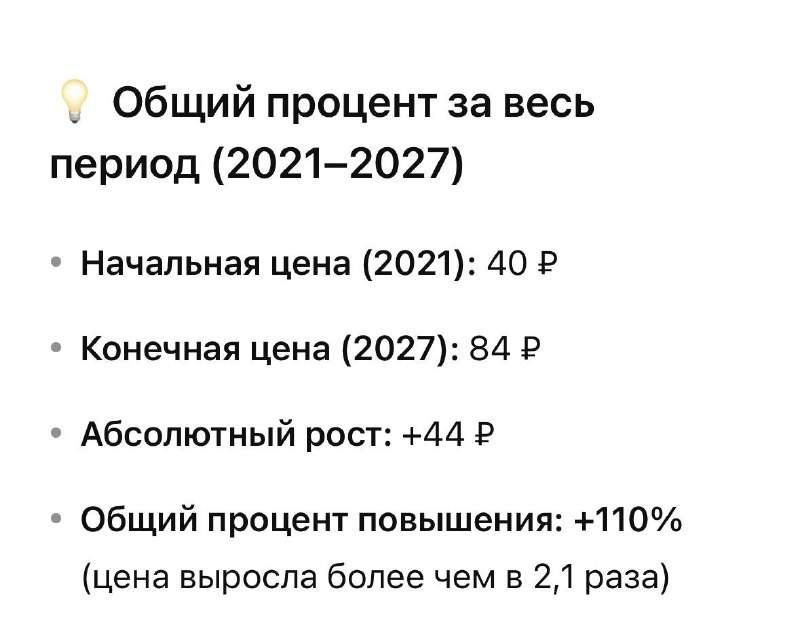 💡 Общий процент за весь
период (2021–2027)
• Начальная цена (2021): 40 ₽
• Конечная цена (2027): 84 ₽
• Абсолютный рост: +44 ₽
• Общий процент повышения: +110%
(цена выросла более чем в 2,1 раза)